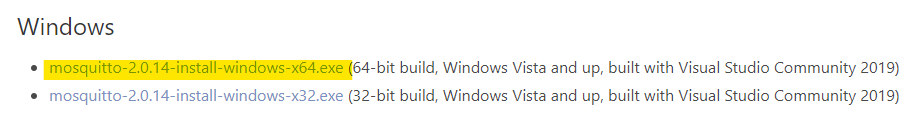 Windows
• mosquitto-2.0.14-install-windows-x64.exe (64-bit build, Windows Vista and up, built with Visual Studio Community 2019)
• mosquitto-2.0.14-install-windows-x32.exe (32-bit build, Windows Vista and up, built with Visual Studio Community 2019)